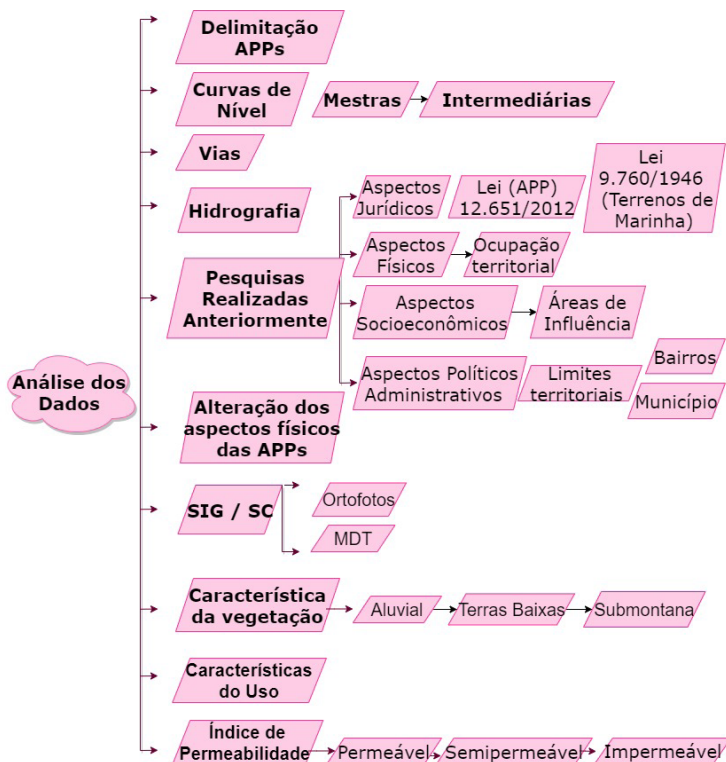 Delimitação
APPs
Curvas de
Nível
Mestras
Intermediárias
Vias
Hidrografia
Pesquisas
Realizadas
Anteriormente
Aspectos
Jurídicos
Lei (APP)
12.651/2012
Lei
9.760/1946
(Terrenos de
Marinha)
Aspectos
Físicos
Ocupação
territorial
Aspectos
Socioeconômicos
Áreas de
Influência
Aspectos Políticos
Administrativos
Limites
territoriais
Bairros
Município
Análise dos
Dados
Alteração dos
aspectos físicos
das APPs
SIG / SC
Ortofotos
MDT
Característica
da vegetação
Aluvial
Terras Baixas
Submontana
Características
do Uso
Índice de
Permeabilidade
Permeável
Semipermeável
Impermeável